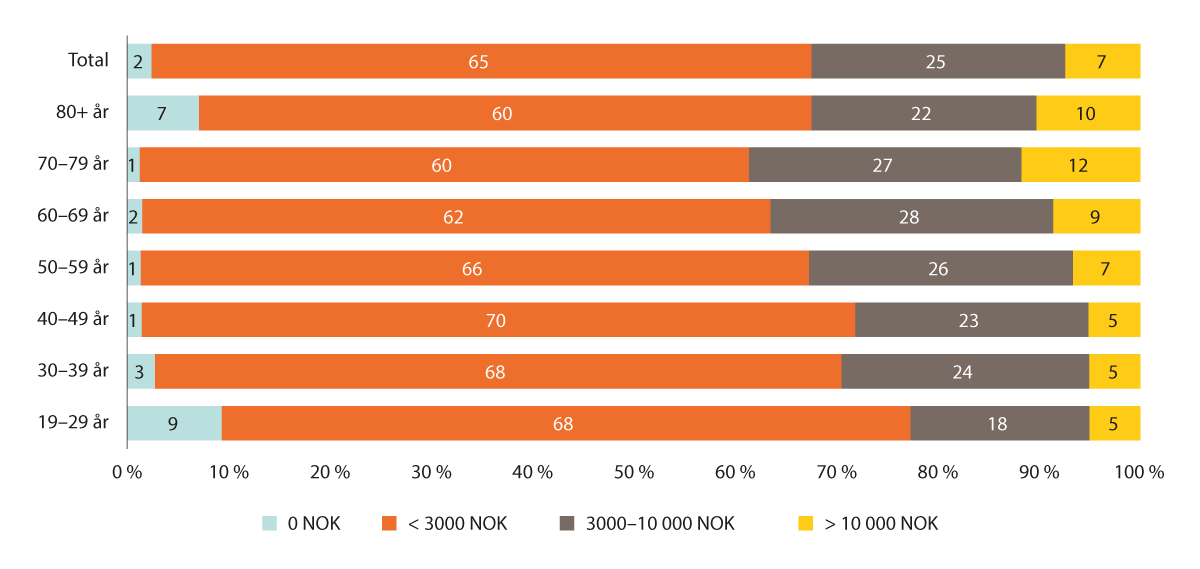 Total 2 65 25 7
80+ år 7 60 22 10
70–79 år 1 60 27 12
60–69 år 2 62 28 9
50–59 år 1 66 26 7
40–49 år 1 70 23 5
30–39 år 3 68 24 5
19–29 år 9 68 18 5
0 % 10 % 20 % 30 % 40 % 50 % 60 % 70 % 80 % 90 % 100 %
0 NOK < 3000 NOK 3000–10 000 NOK > 10 000 NOK